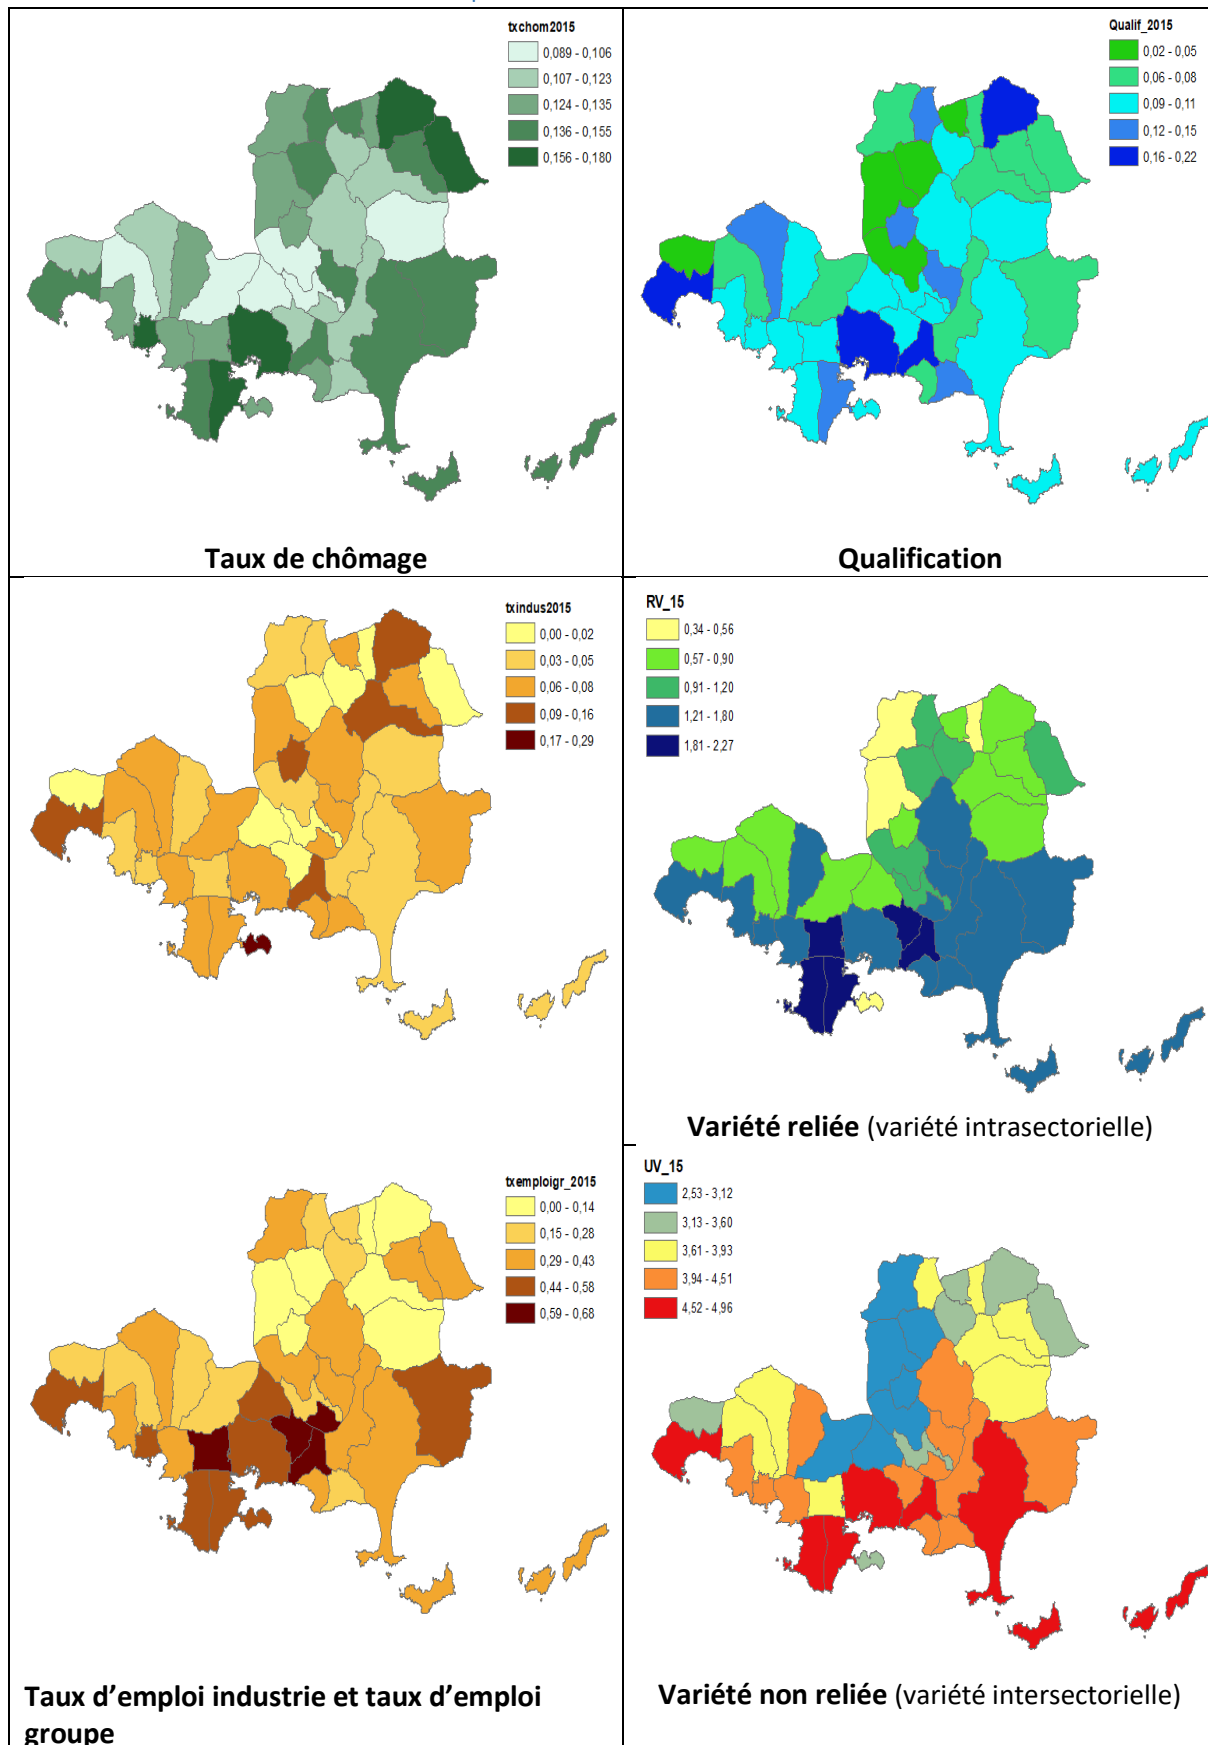 txchom2015
0,089 - 0,106
0,107 - 0,123
0,124 - 0,135
0,136 - 0,155
0,156 - 0,180
Taux de chômage
Qualif_2015
0,02 - 0,05
0,06 - 0,08
0,09 - 0,11
0,12 - 0,15
0,16 - 0,22
Qualification
txindus2015
0,00 - 0,02
0,03 - 0,05
0,06 - 0,08
0,09 - 0,16
0,17 - 0,29
RV_15
0,34 - 0,56
0,57 - 0,90
0,91 - 1,20
1,21 - 1,80
1,81 - 2,27
Variété reliée (variété intrasectorielle)
txemploigr_2015
0,00 - 0,14
0,15 - 0,28
0,29 - 0,43
0,44 - 0,58
0,59 - 0,68
Taux d’emploi industrie et taux d’emploi
groupe
UV_15
2,53 - 3,12
3,13 - 3,60
3,61 - 3,93
3,94 - 4,51
4,52 - 4,96
Variété non reliée (variété intersectorielle)